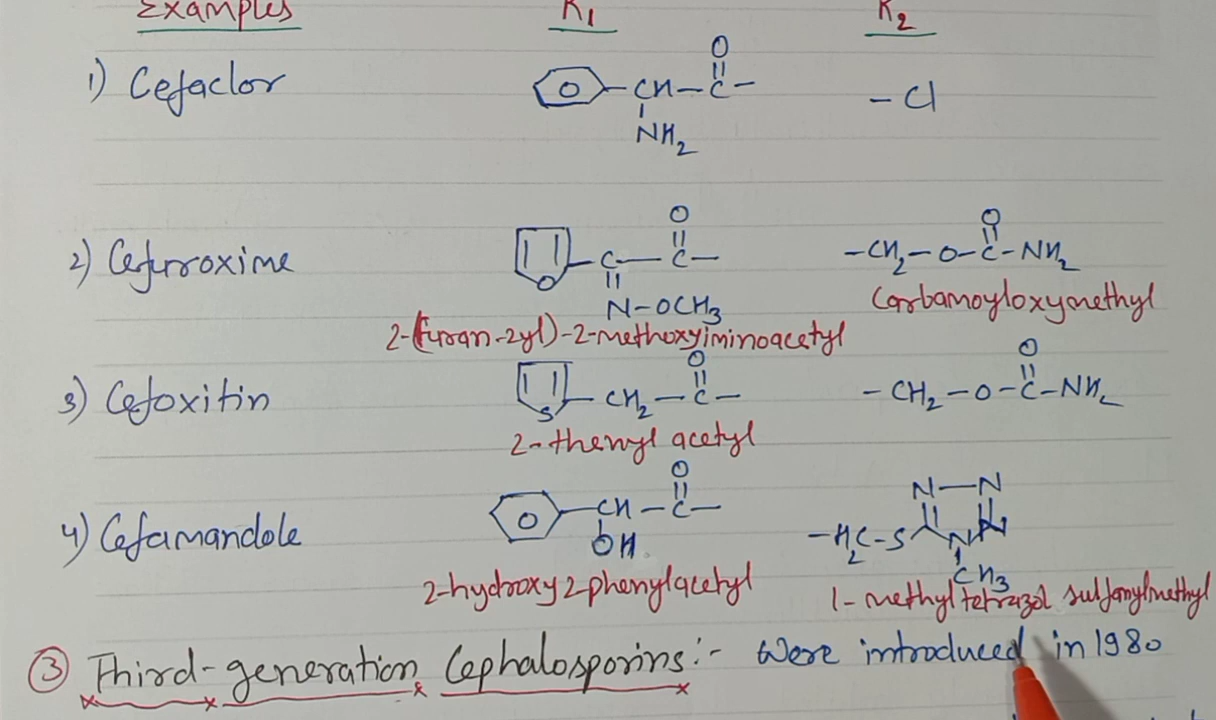 Examples R1 R2
1) Cefaclor -CH-C- -Cl
O
NH2
2) Cefuroxime C-C- -CH2-O-C-NH2
O O
O
N-OCH3 Carbamoyloxymethyl
2-(furan-2yl)-2-methoxyiminoacetyl
3) Cefoxitin CH2-C- -CH2-O-C-NH2
O O
S
2-thenyl acetyl
4) Cefamandole CH-C- -H2C-S
O N-N
OH N N
CH3
2-hydroxy 2-phenylacetyl 1-methyltetrazol sulfanylmethyl
③ Third-generation Cephalosporins:- Were introduced in 1980